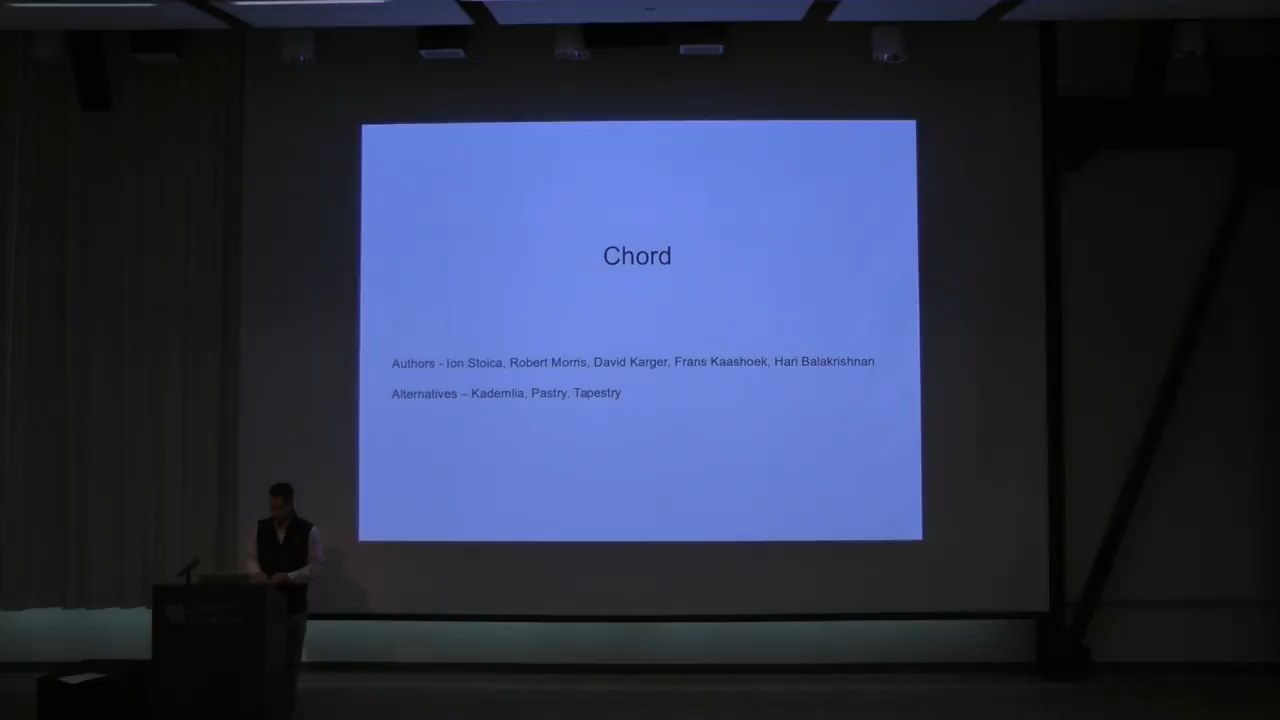 Chord
Authors - Ion Stoica, Robert Morris, David Karger, Frans Kaashoek, Hari Balakrishnan
Alternatives – Kademlia, Pastry, Tapestry